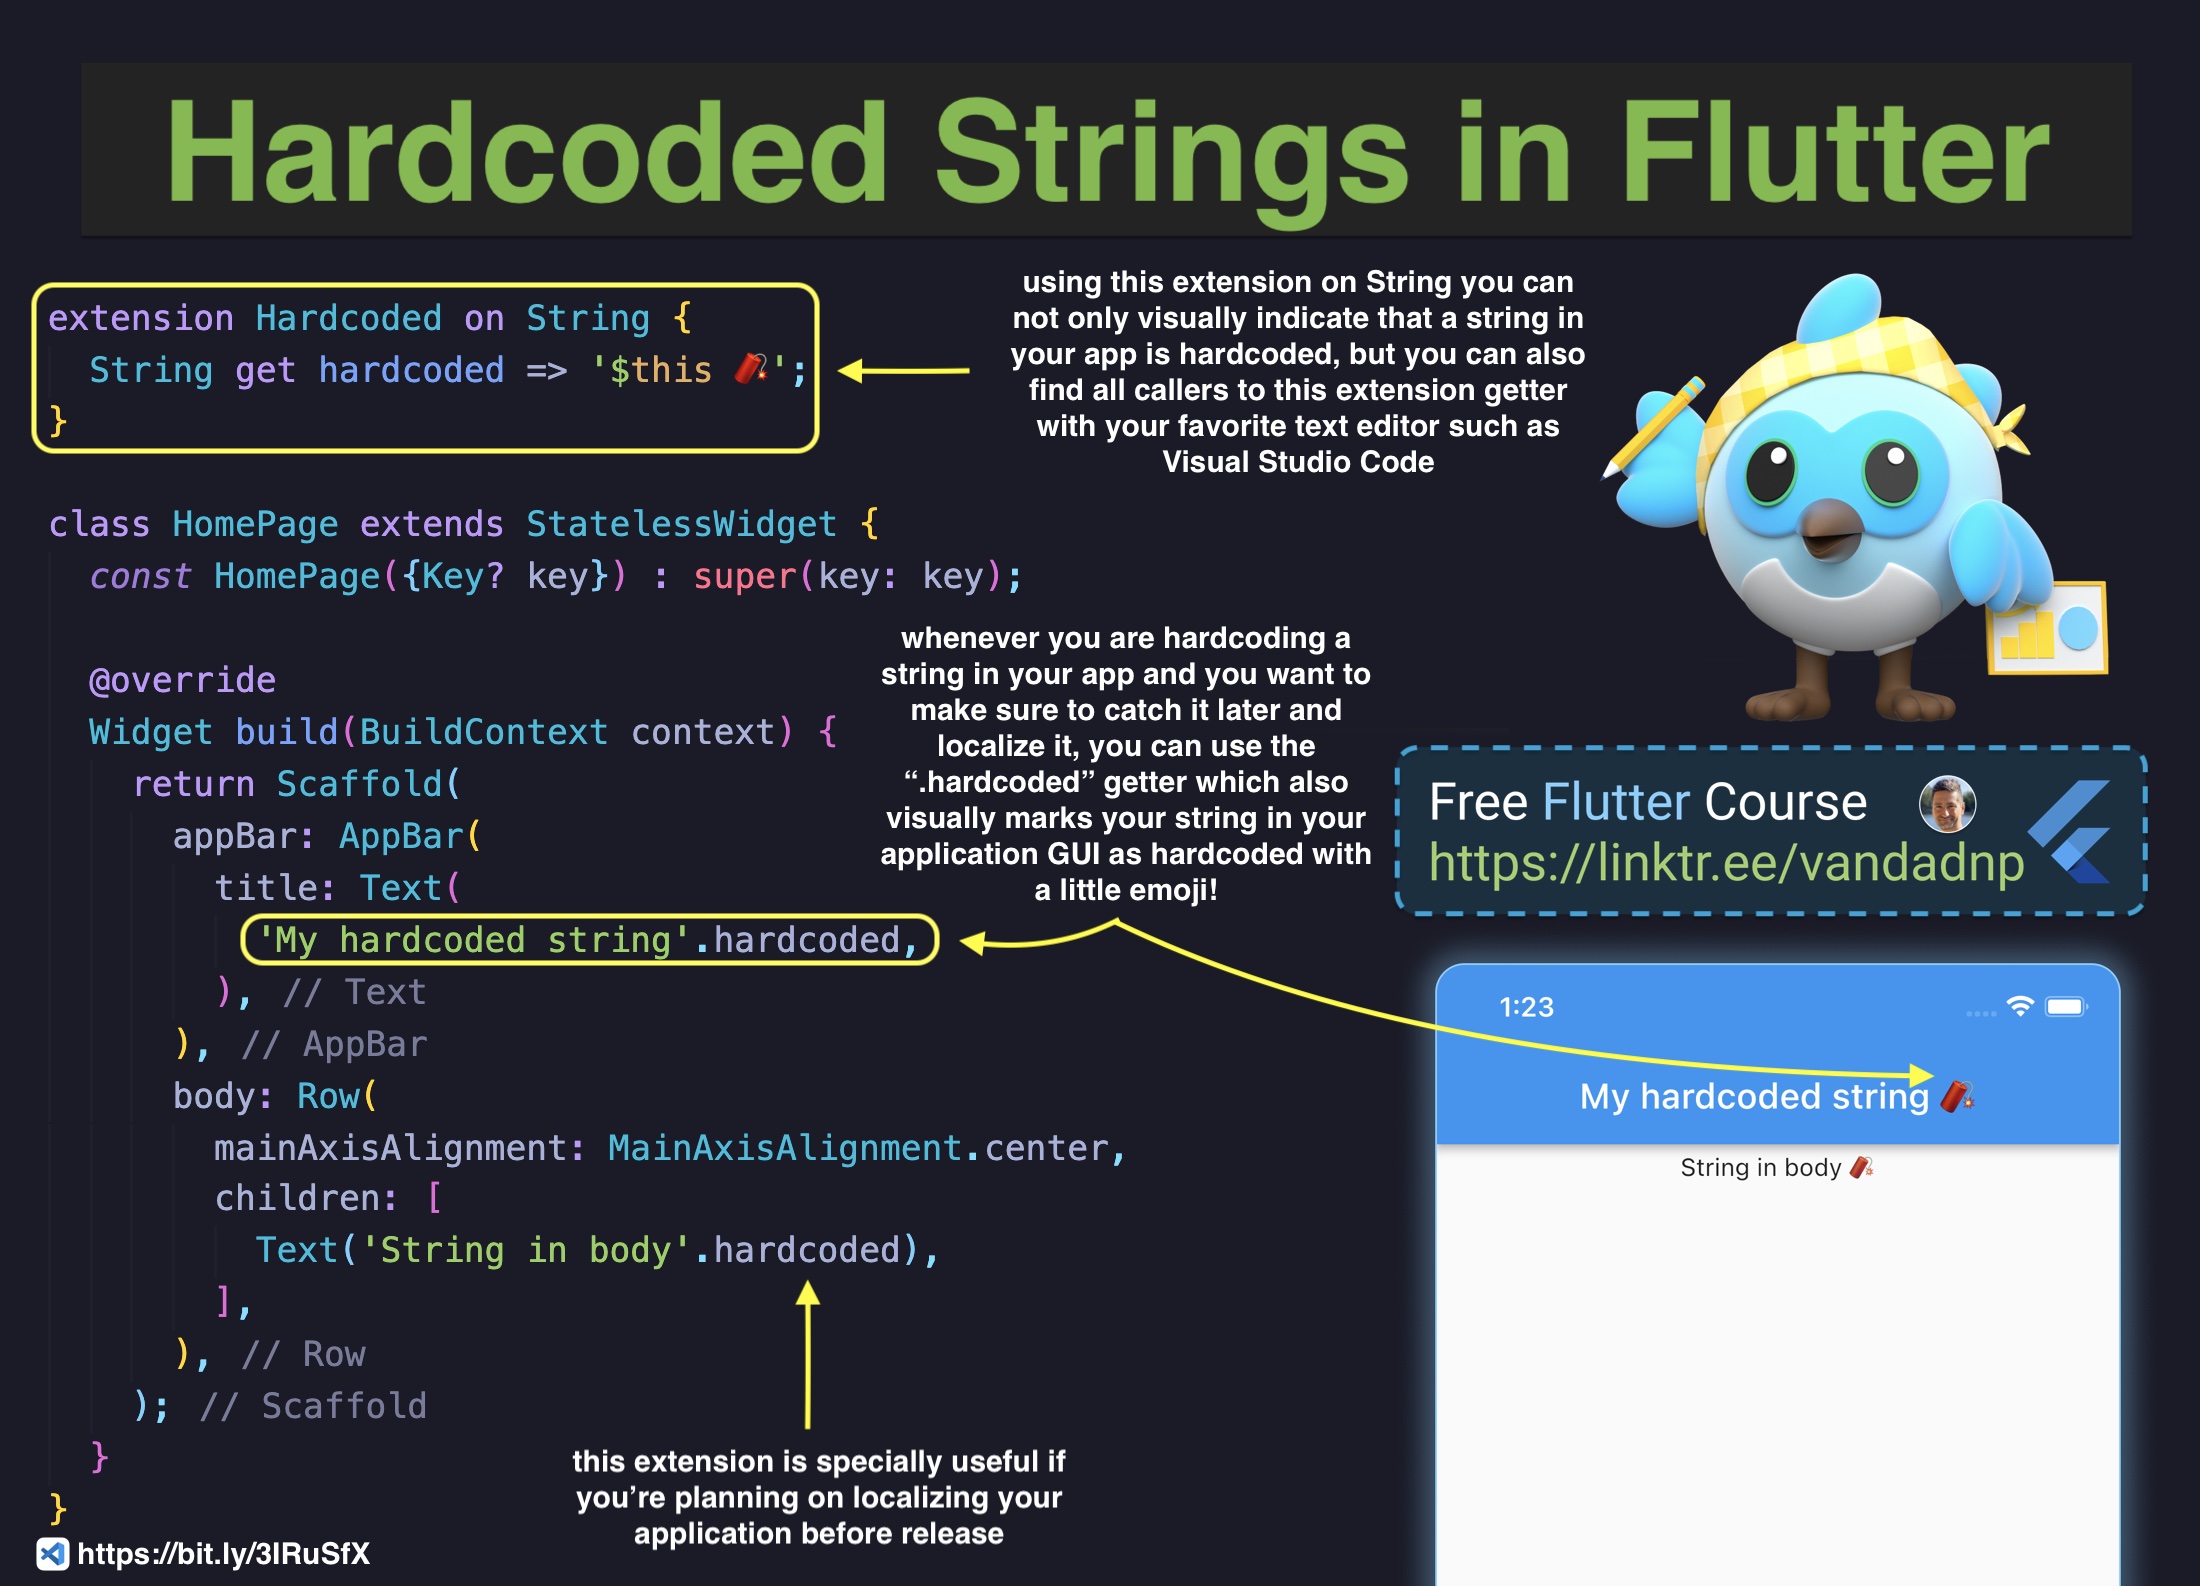 Hardcoded Strings in Flutter
extension Hardcoded on String {
  String get hardcoded => '$this 🧨';
}
using this extension on String you can
not only visually indicate that a string in
your app is hardcoded, but you can also
find all callers to this extension getter
with your favorite text editor such as
Visual Studio Code
class HomePage extends StatelessWidget {
  const HomePage({Key? key}) : super(key: key);
  @override
  Widget build(BuildContext context) {
    return Scaffold(
      appBar: AppBar(
        title: Text(
          'My hardcoded string'.hardcoded,
        ), // Text
      ), // AppBar
      body: Row(
        mainAxisAlignment: MainAxisAlignment.center,
        children: [
          Text('String in body'.hardcoded),
        ],
      ), // Row
    ); // Scaffold
  }
}
whenever you are hardcoding a
string in your app and you want to
make sure to catch it later and
localize it, you can use the
“.hardcoded” getter which also
visually marks your string in your
application GUI as hardcoded with
a little emoji!
Free Flutter Course
https://linktr.ee/vandadnp
1:23
My hardcoded string 🧨
String in body 🧨
this extension is specially useful if
you’re planning on localizing your
application before release
https://bit.ly/3IRuSfX